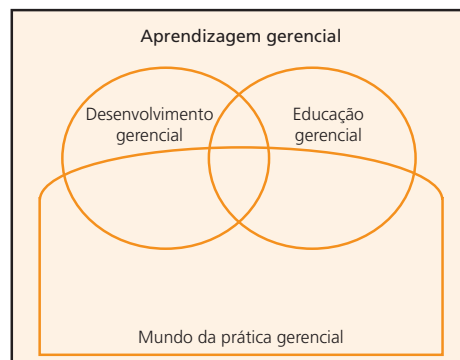 Aprendizagem gerencial
Desenvolvimento
gerencial
Educação
gerencial
Mundo da prática gerencial